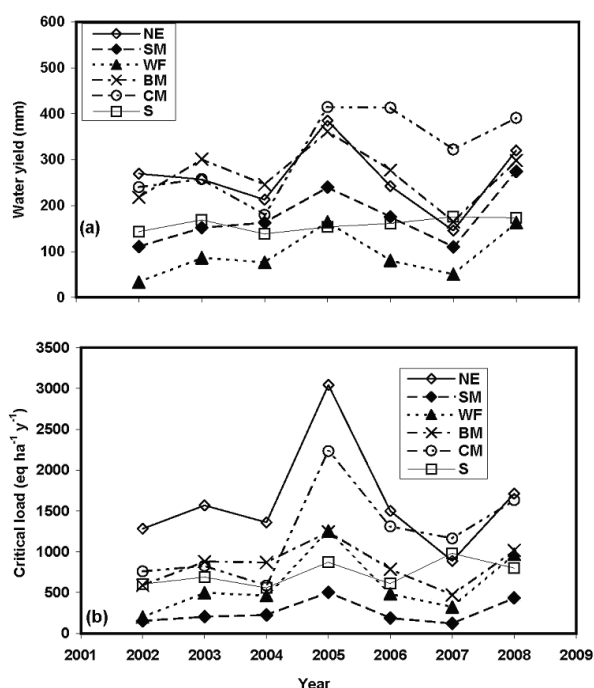 600
500
400
300
200
100
0
Water yield (mm)
NE
SM
WF
BM
CM
S
(a)
3500
3000
2500
2000
1500
1000
500
0
Critical load (eq ha⁻¹ y⁻¹)
NE
SM
WF
BM
CM
S
(b)
2001 2002 2003 2004 2005 2006 2007 2008 2009
Year